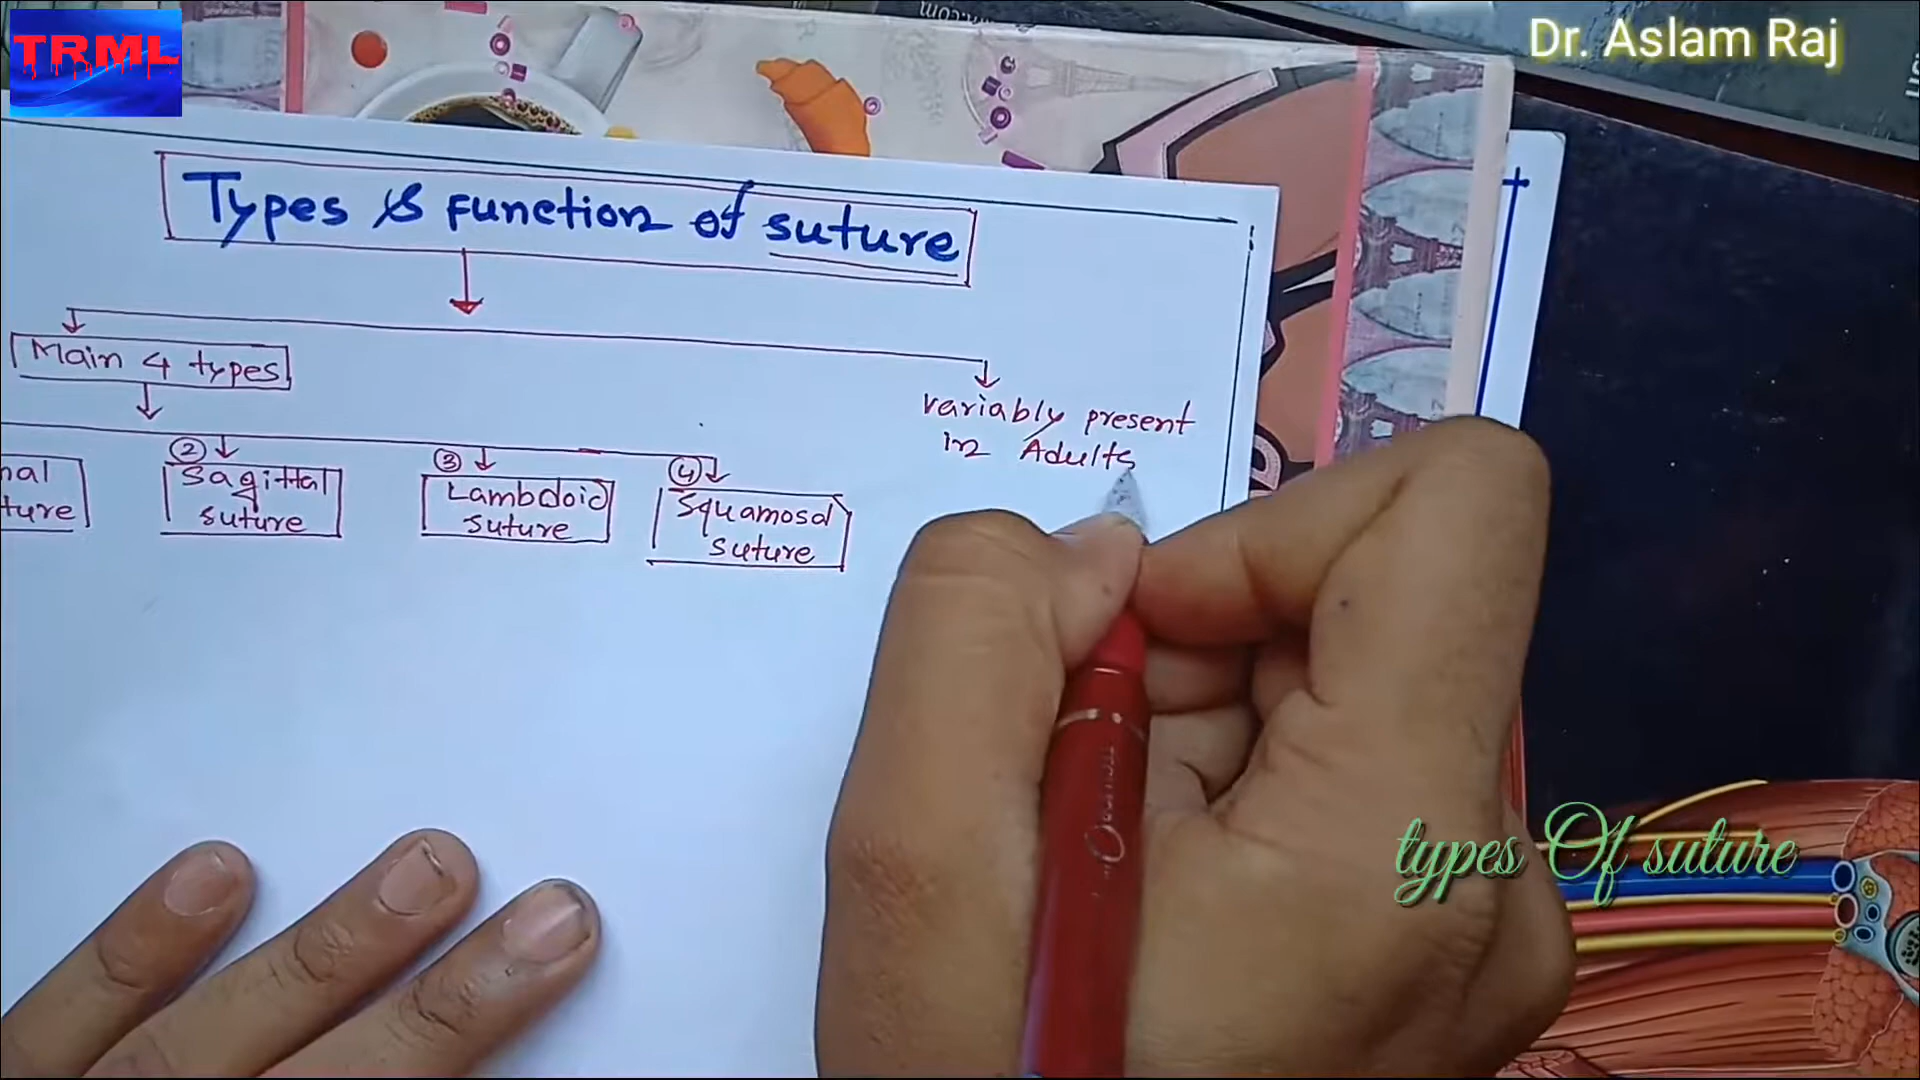 TRML
Dr. Aslam Raj
Types & function of suture
Main 4 types
variably present
in Adults
nal
ture
② Sagittal
suture
③ Lambdoid
suture
④ Squamosal
suture
types Of suture